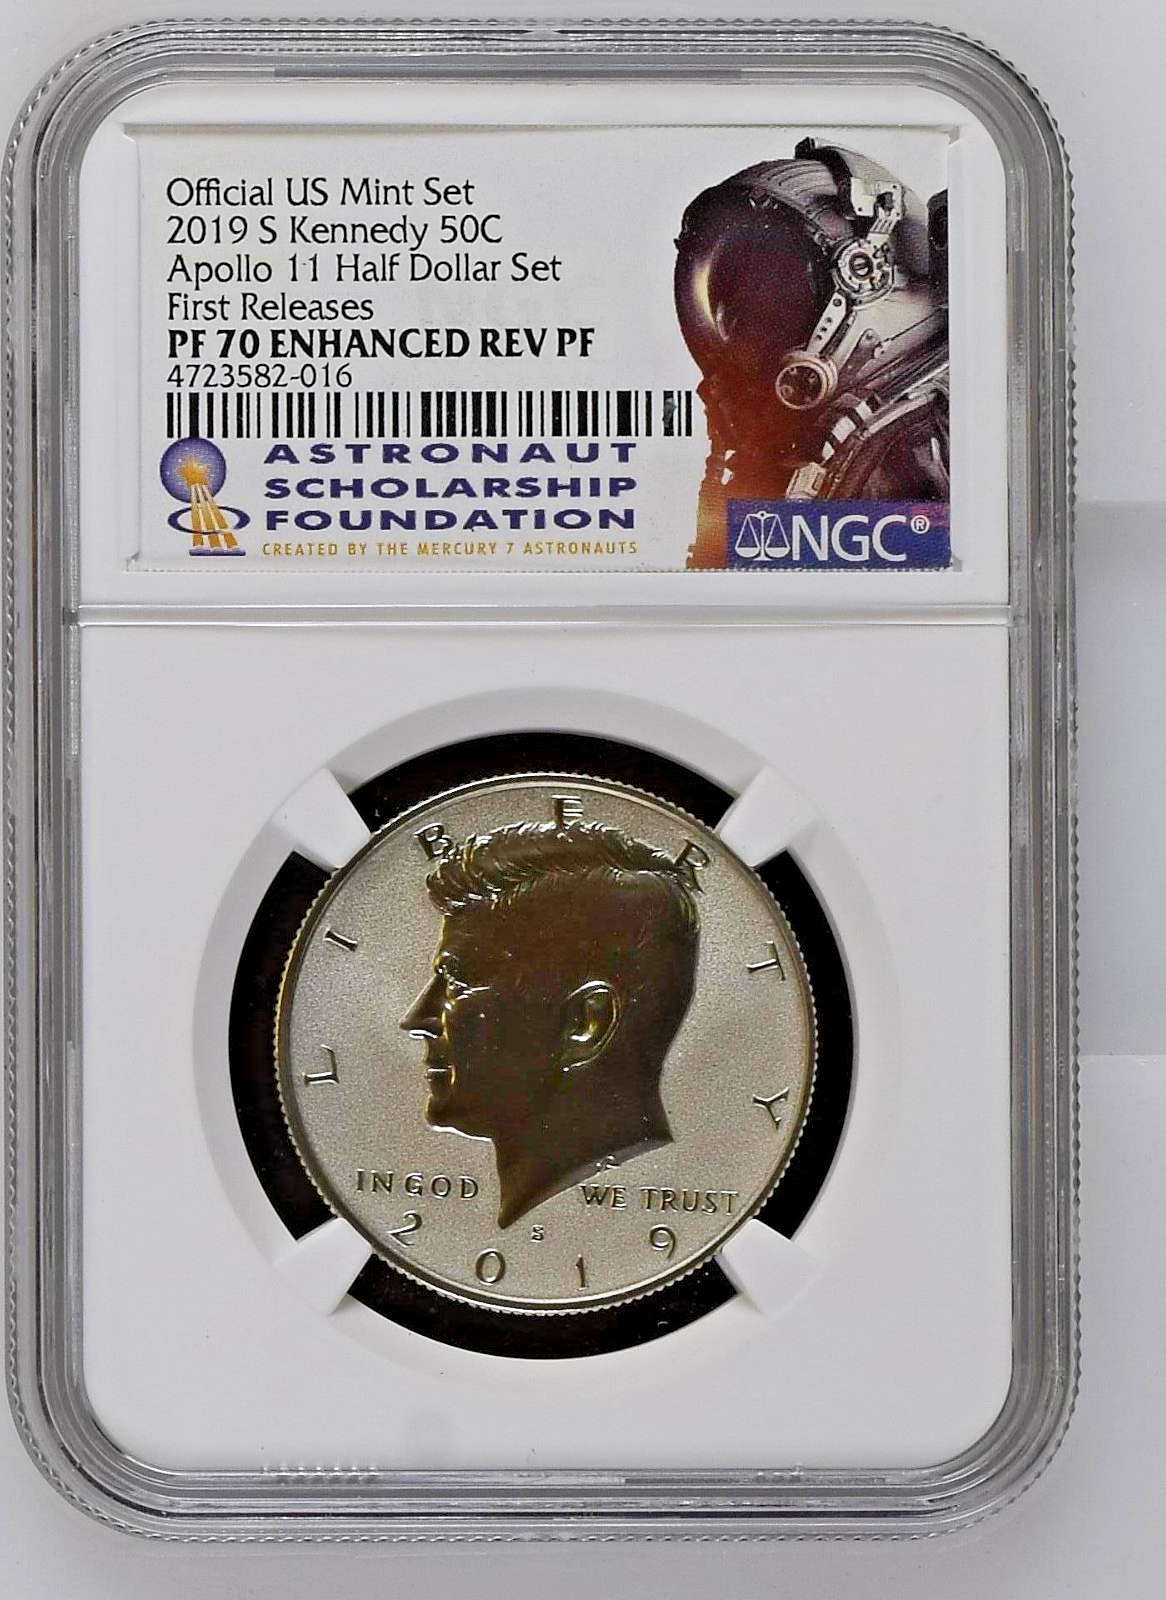 Official US Mint Set
2019 S Kennedy 50C
Apollo 11 Half Dollar Set
First Releases
PF 70 ENHANCED REV PF
4723582-016
ASTRONAUT
SCHOLARSHIP
FOUNDATION
CREATED BY THE MERCURY 7 ASTRONAUTS
NGC®
LIBERTY
IN GOD WE TRUST
S
2019